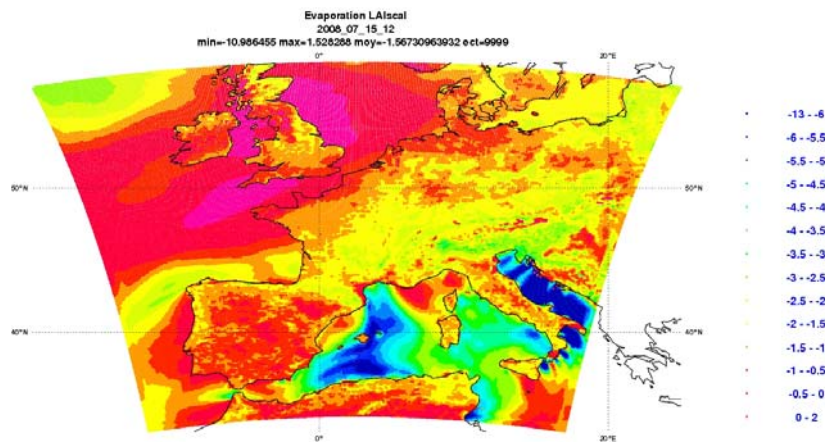 Evaporation LAIscal
2008_07_15_12
min=-10.986455 max=1.528288 moy=-1.56730963932 ect=9999
0°
20°E
50°N
50°N
40°N
40°N
0°
20°E
-13 - -6
-6 - -5.5
-5.5 - -5
-5 - -4.5
-4.5 - -4
-4 - -3.5
-3.5 - -3
-3 - -2.5
-2.5 - -2
-2 - -1.5
-1.5 - -1
-1 - -0.5
-0.5 - 0
0 - 2